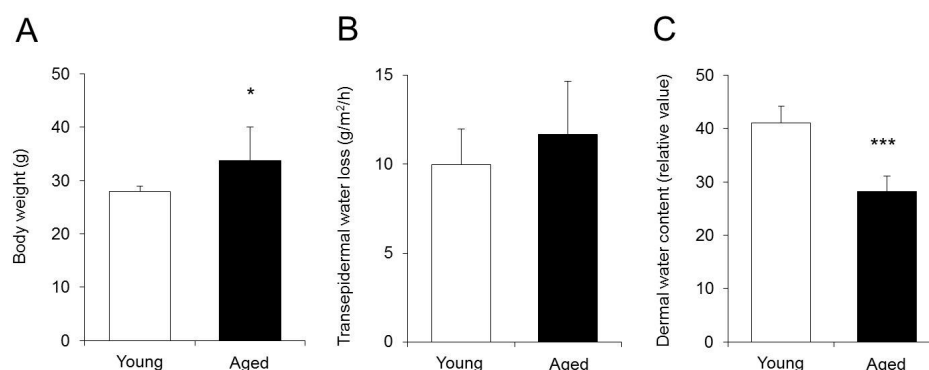 A
Body weight (g)
50
40
30
20
10
0
*
Young
Aged
B
Transepidermal water loss (g/m²/h)
15
10
5
0
Young
Aged
C
Dermal water content (relative value)
50
40
30
20
10
0
***
Young
Aged